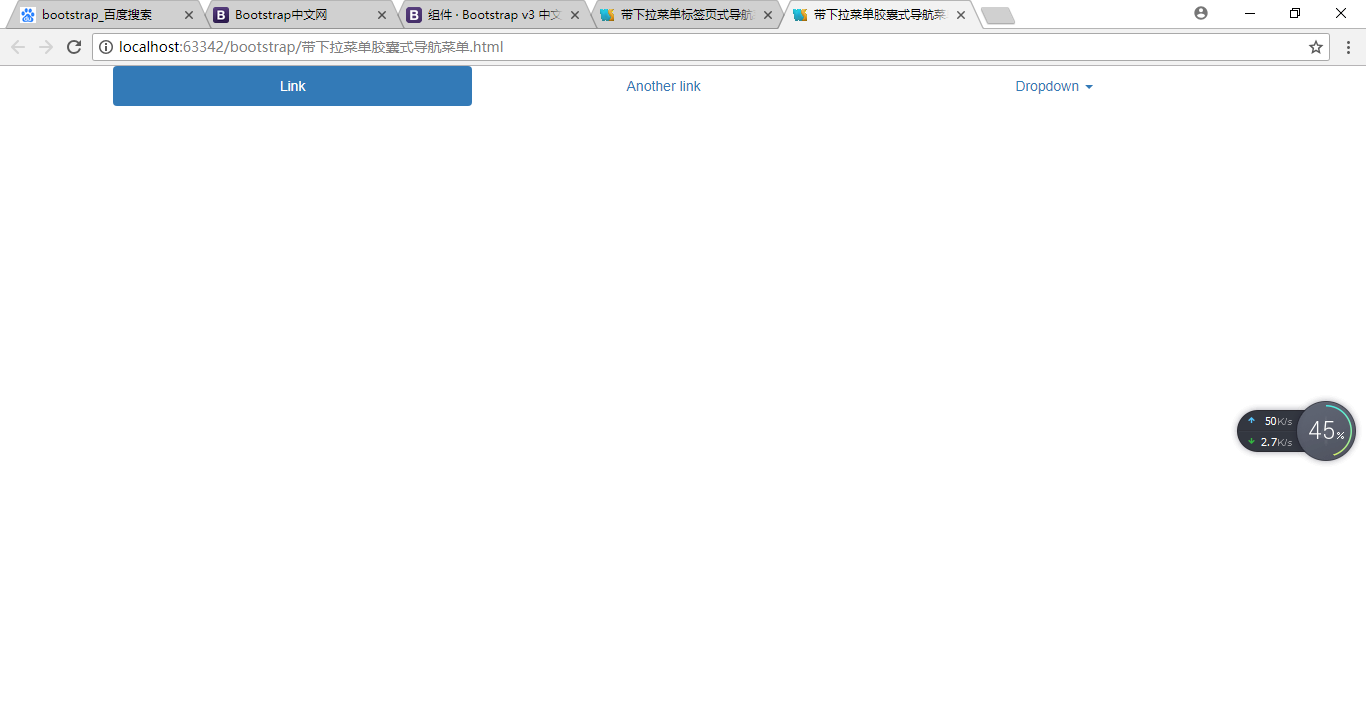 bootstrap_百度搜索
Bootstrap中文网
组件 · Bootstrap v3 中文
带下拉菜单标签页式导航
带下拉菜单胶囊式导航菜
localhost:63342/bootstrap/带下拉菜单胶囊式导航菜单.html
Link
Another link
Dropdown
50K/s
2.7K/s
45%